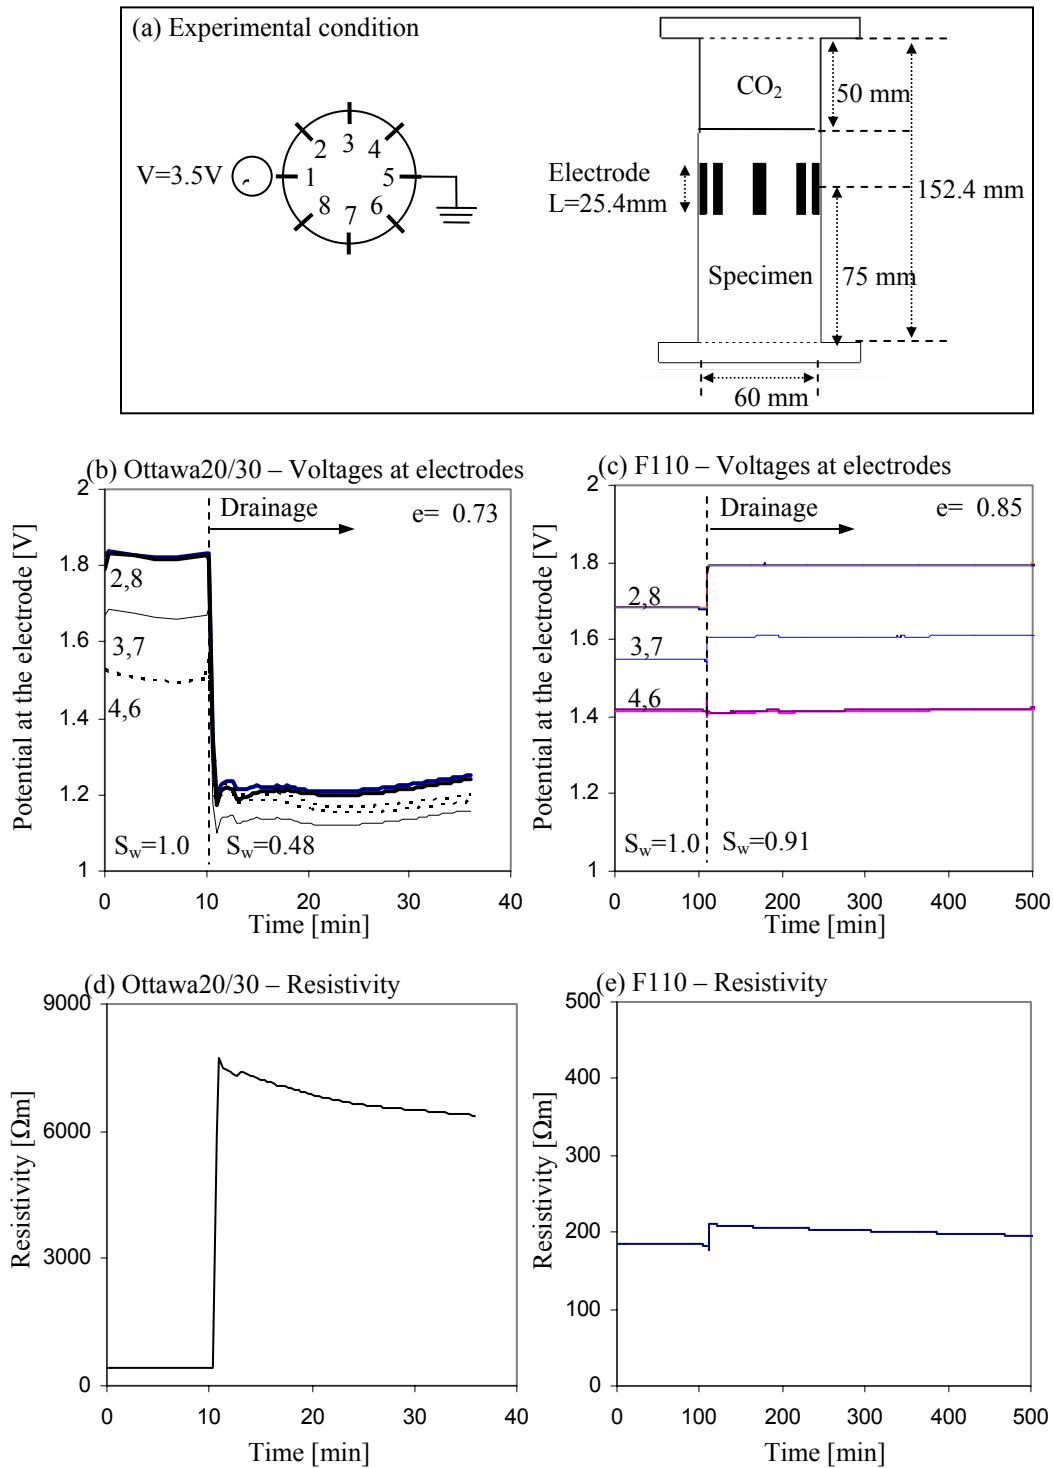 (a) Experimental condition
CO2
50 mm
2 3 4
V=3.5V 1 5
8 7 6
Electrode
L=25.4mm
152.4 mm
Specimen
75 mm
60 mm
(b) Ottawa20/30 – Voltages at electrodes
Potential at the electrode [V]
2
1.8
1.6
1.4
1.2
1
Drainage
e= 0.73
2,8
3,7
4,6
Sw=1.0 Sw=0.48
0 10 20 30 40
Time [min]
(c) F110 – Voltages at electrodes
Potential at the electrode [V]
2
1.8
1.6
1.4
1.2
1
Drainage
e= 0.85
2,8
3,7
4,6
Sw=1.0 Sw=0.91
0 100 200 300 400 500
Time [min]
(d) Ottawa20/30 – Resistivity
Resistivity [Ωm]
9000
6000
3000
0
0 10 20 30 40
Time [min]
(e) F110 – Resistivity
Resistivity [Ωm]
500
400
300
200
100
0
0 100 200 300 400 500
Time [min]